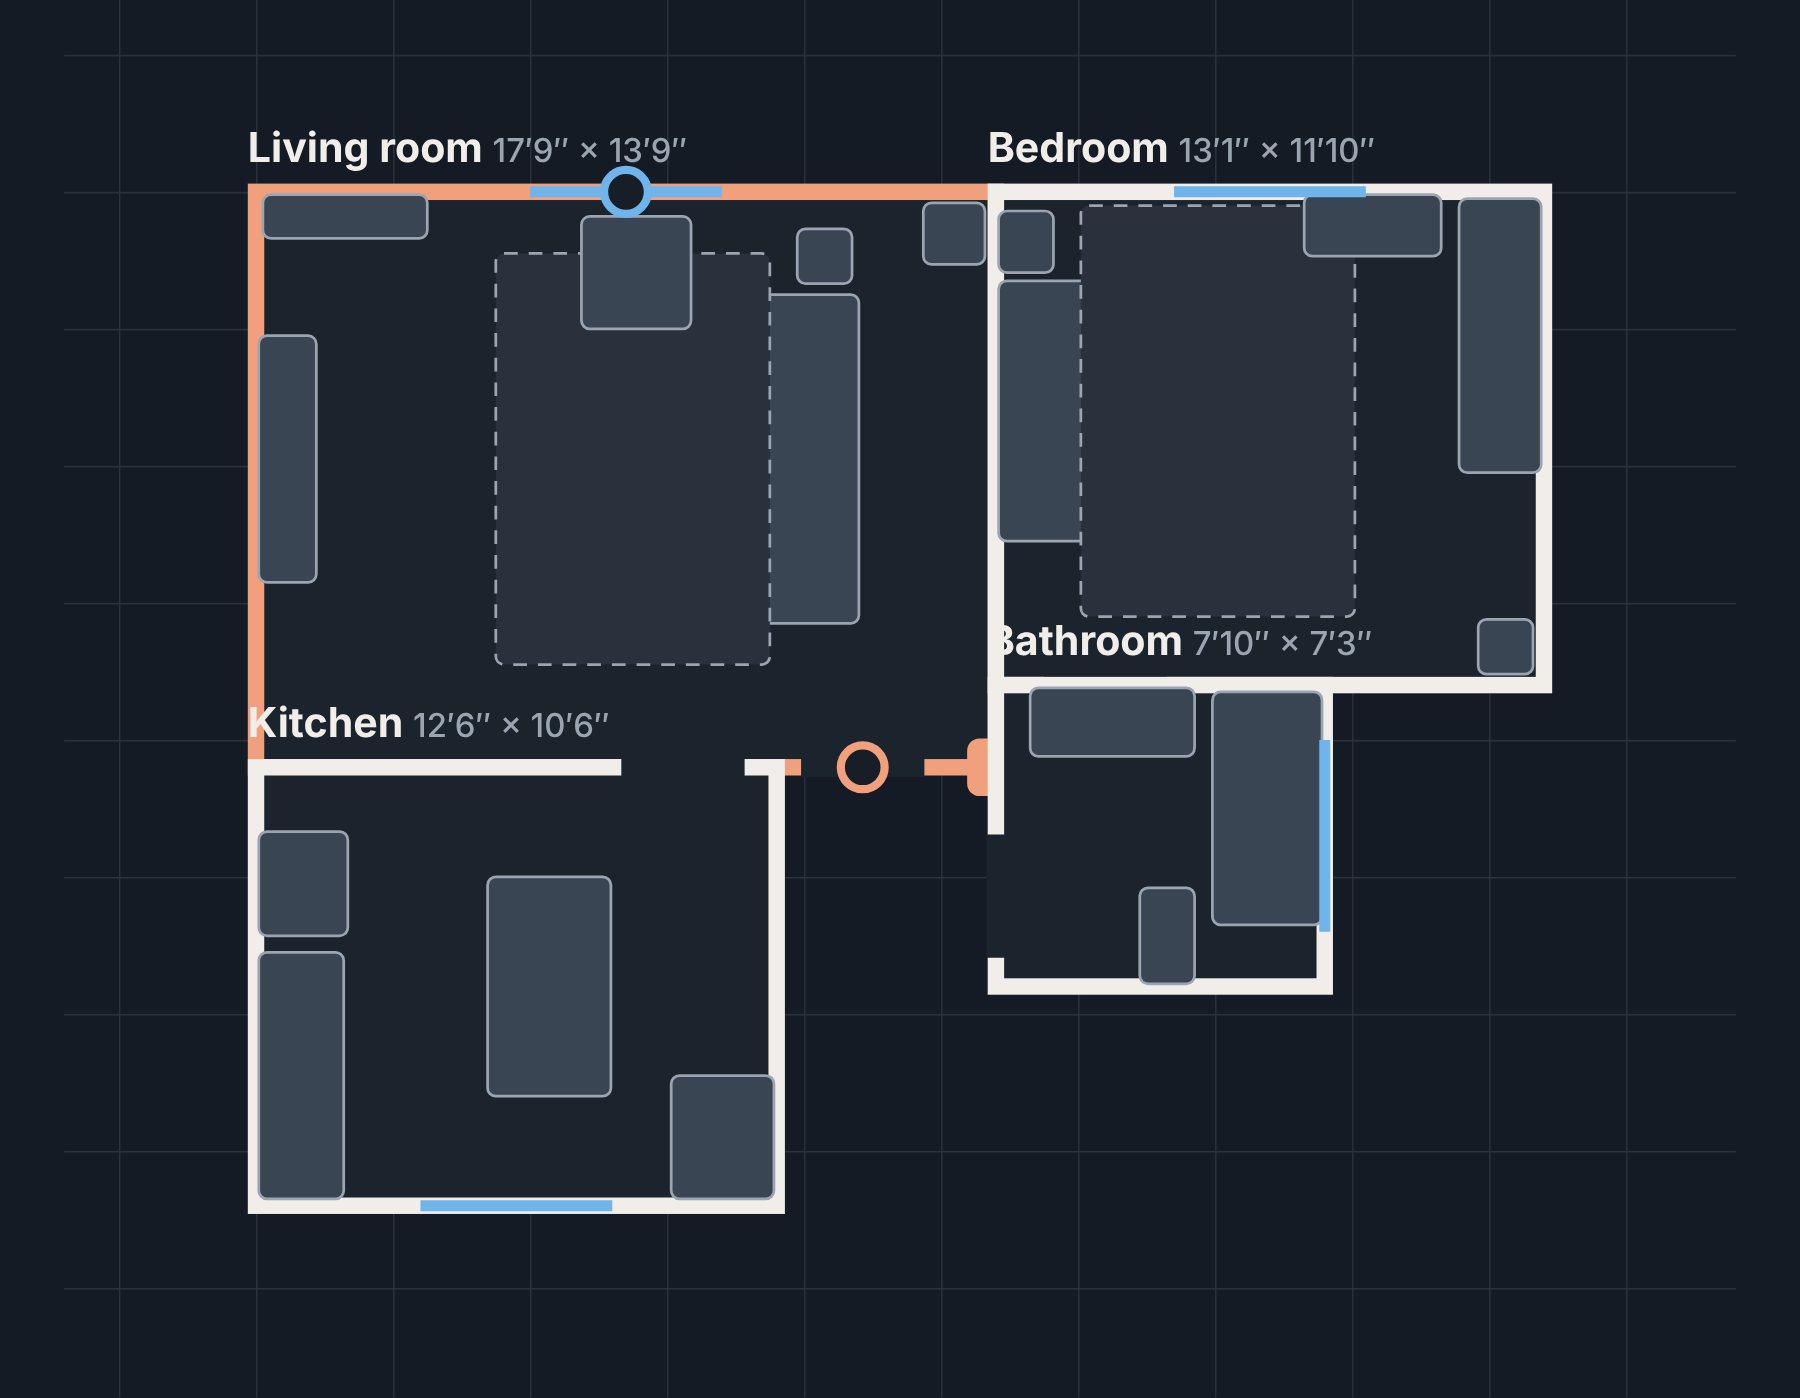 Living room 17′9″ × 13′9″
Bedroom 13′1″ × 11′10″
Bathroom 7′10″ × 7′3″
Kitchen 12′6″ × 10′6″